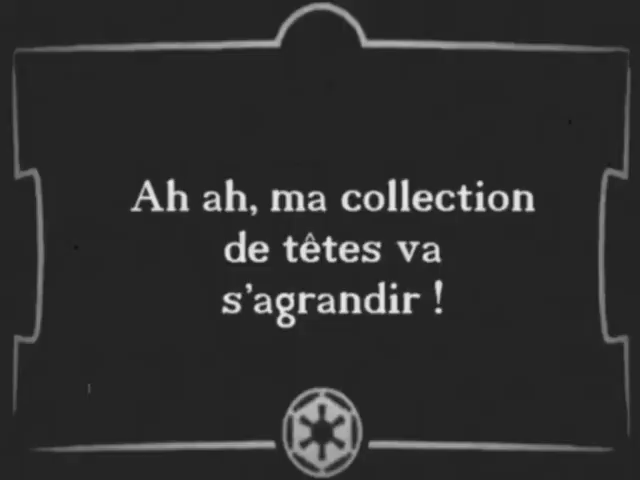 Ah ah, ma collection
de têtes va
s'agrandir !